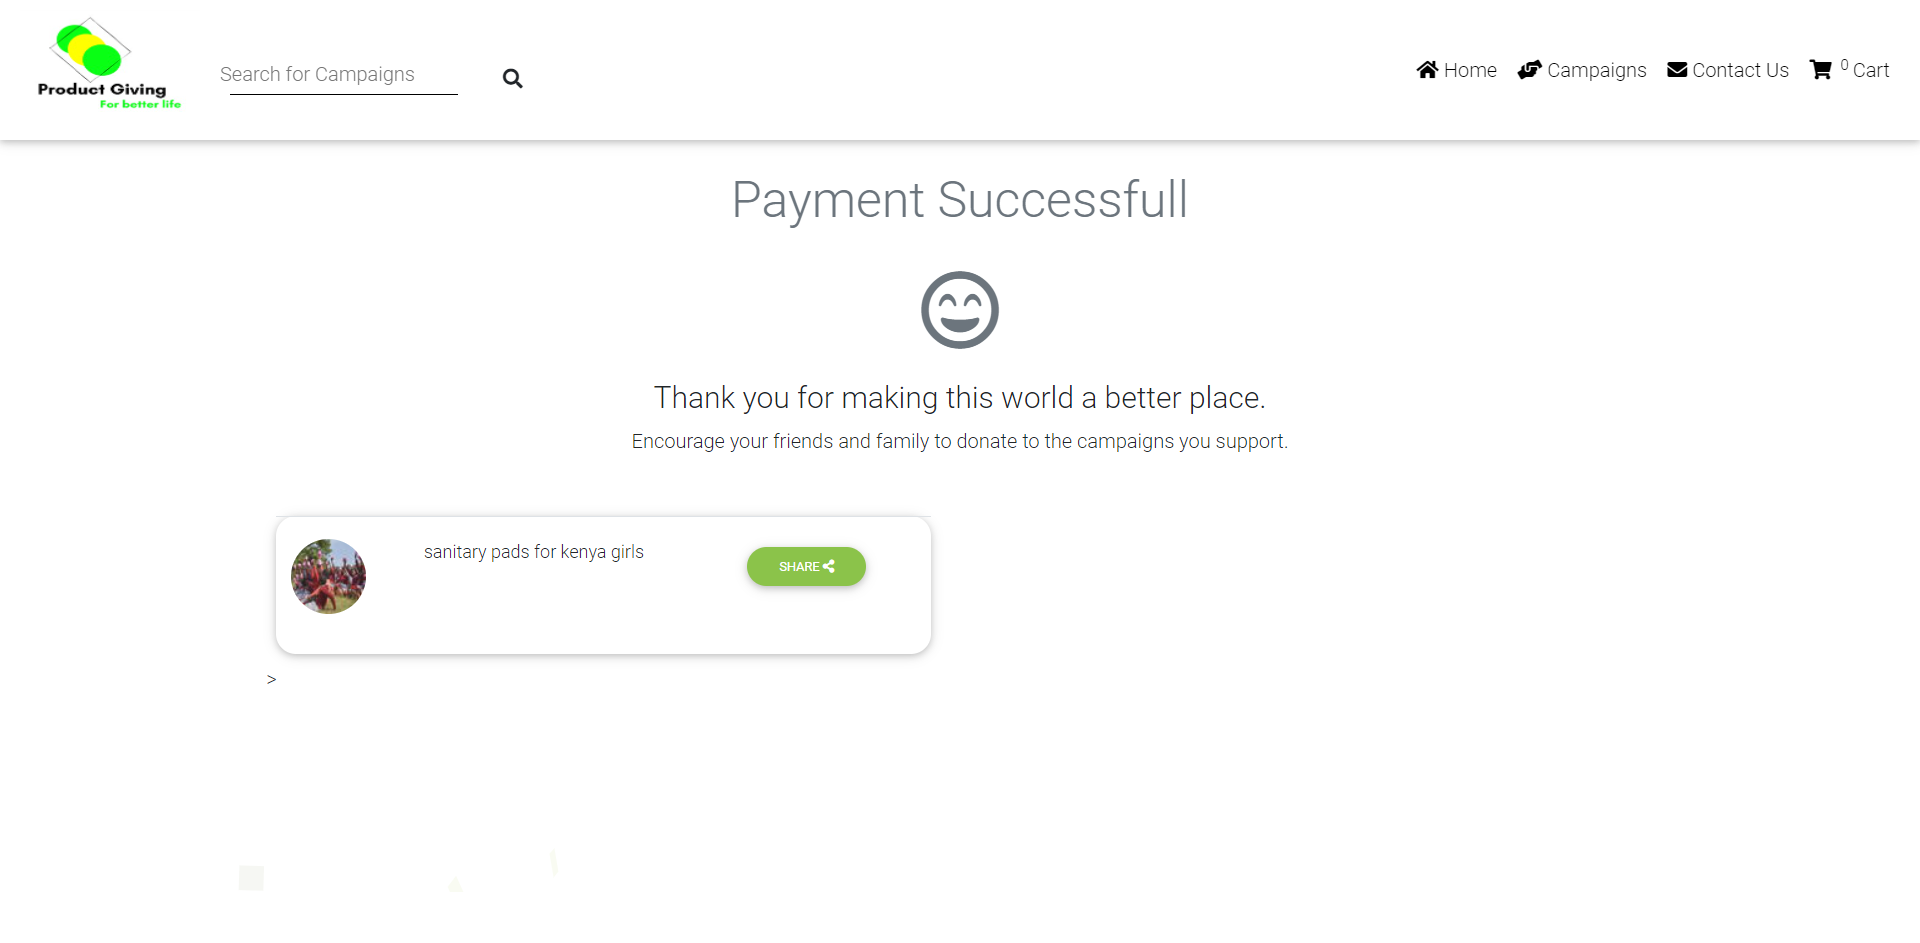 Product Giving
For better life
Search for Campaigns
Home
Campaigns
Contact Us
0 Cart
Payment Successfull
Thank you for making this world a better place.
Encourage your friends and family to donate to the campaigns you support.
sanitary pads for kenya girls
SHARE
>